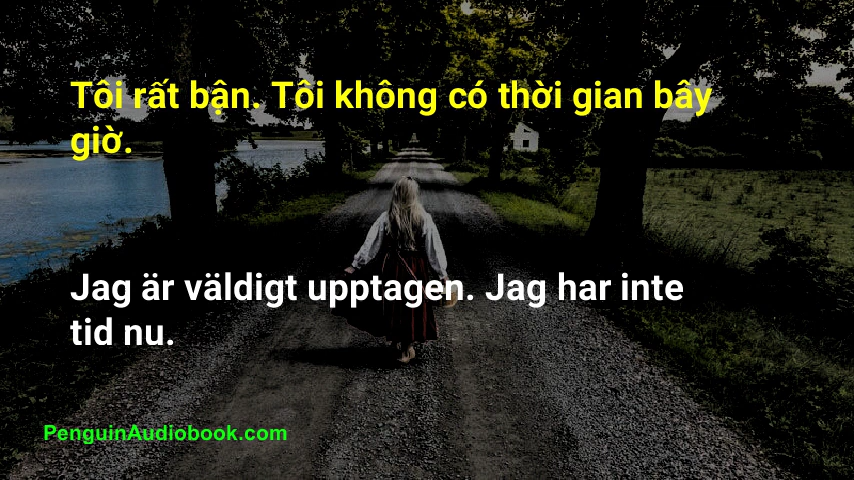 Tôi rất bận. Tôi không có thời gian bây
giờ.
Jag är väldigt upptagen. Jag har inte
tid nu.
PenguinAudiobook.com